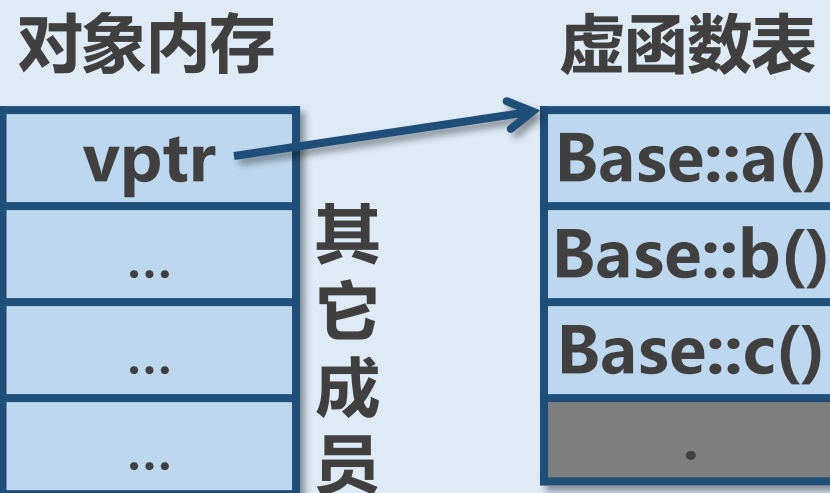 对象内存
虚函数表
vptr
...
...
...
其它成员
Base::a()
Base::b()
Base::c()
.